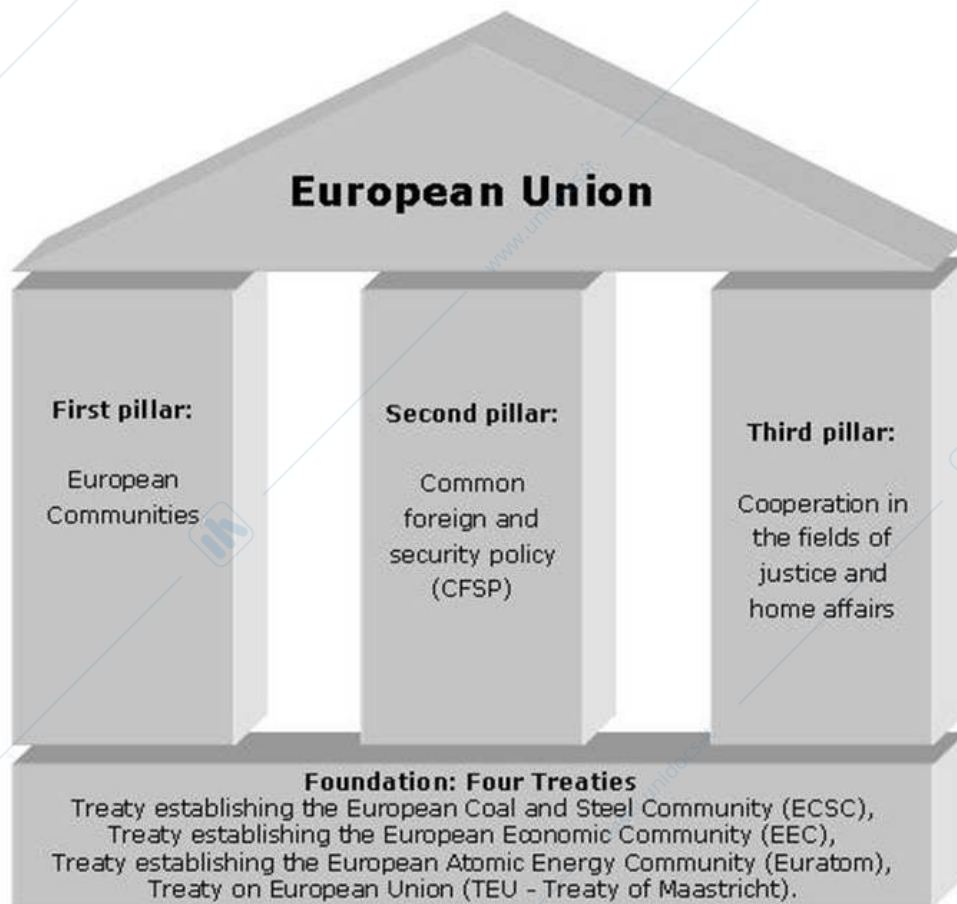 European Union
First pillar:
European
Communities
Second pillar:
Common
foreign and
security policy
(CFSP)
Third pillar:
Cooperation in
the fields of
justice and
home affairs
Foundation: Four Treaties
Treaty establishing the European Coal and Steel Community (ECSC),
Treaty establishing the European Economic Community (EEC),
Treaty establishing the European Atomic Energy Community (Euratom),
Treaty on European Union (TEU - Treaty of Maastricht).